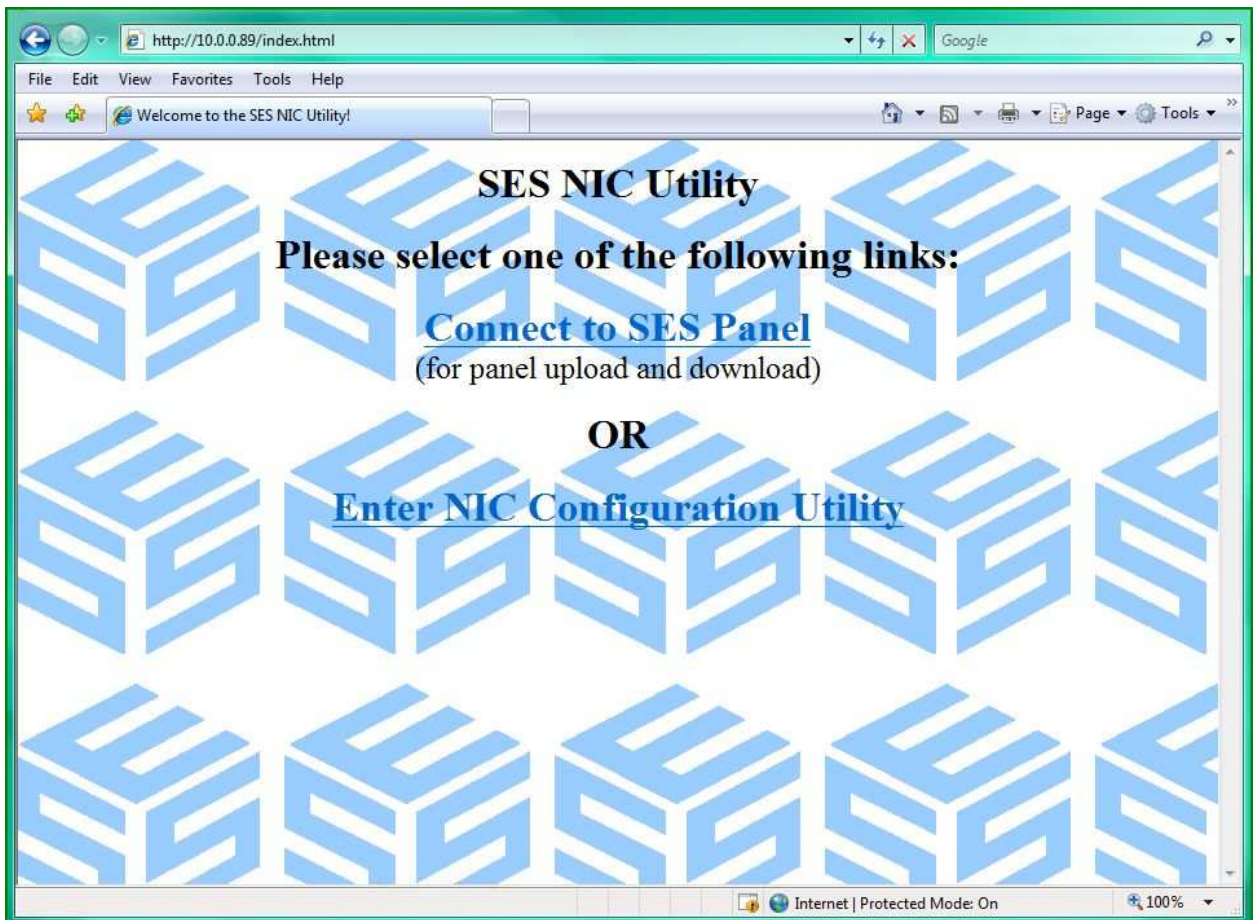 http://10.0.0.89/index.html
Google
File Edit View Favorites Tools Help
Welcome to the SES NIC Utility!
Page Tools
SES NIC Utility
Please select one of the following links:
Connect to SES Panel
(for panel upload and download)
OR
Enter NIC Configuration Utility
Internet | Protected Mode: On
100%